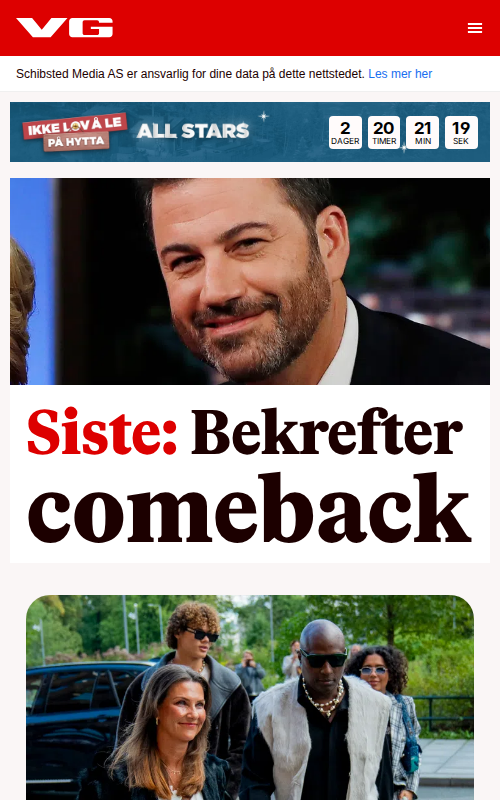 VG
Schibsted Media AS er ansvarlig for dine data på dette nettstedet. Les mer her
IKKE LOV Å LE
PÅ HYTTA
ALL STARS
2 20 21 19
DAGER TIMER MIN SEK
Siste: Bekrefter
comeback